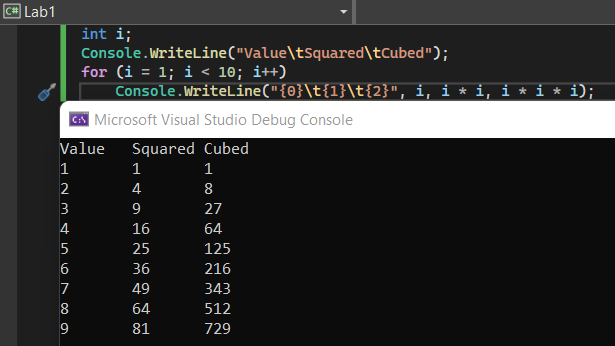 C# Lab1
int i;
Console.WriteLine("Value\tSquared\tCubed");
for (i = 1; i < 10; i++)
Console.WriteLine("{0}\t{1}\t{2}", i, i * i, i * i * i);
C:\ Microsoft Visual Studio Debug Console
Value Squared Cubed
1 1 1
2 4 8
3 9 27
4 16 64
5 25 125
6 36 216
7 49 343
8 64 512
9 81 729